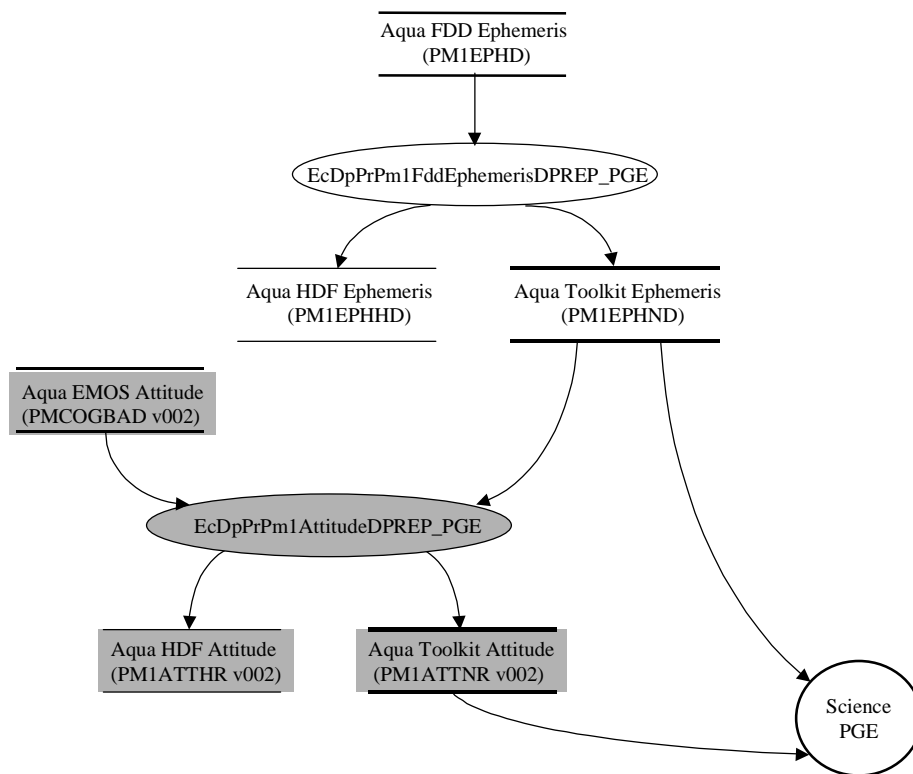 Aqua FDD Ephemeris
(PM1EPHD)
EcDpPrPm1FddEphemerisDPREP_PGE
Aqua HDF Ephemeris
(PM1EPHHD)
Aqua Toolkit Ephemeris
(PM1EPHND)
Aqua EMOS Attitude
(PMCOGBAD v002)
EcDpPrPm1AttitudeDPREP_PGE
Aqua HDF Attitude
(PM1ATTHR v002)
Aqua Toolkit Attitude
(PM1ATTNR v002)
Science
PGE